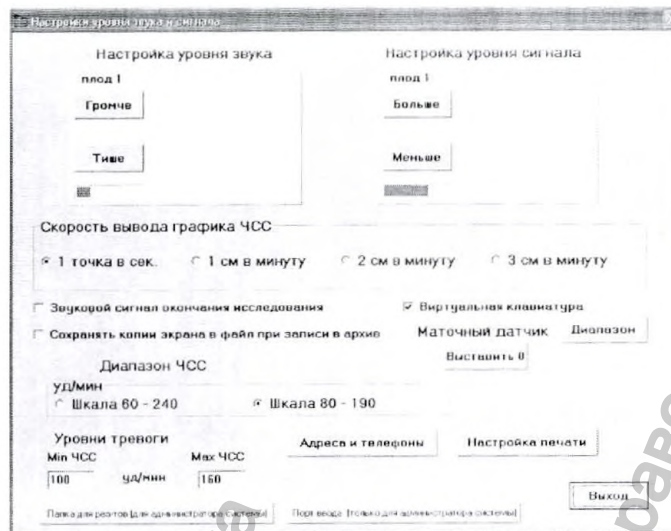 Настройки уровня звука и сигнала
Настройка уровня звука
Настройка уровня сигнала
плод 1
плод 1
Громче
Больше
Тише
Меньше
Скорость вывода графика ЧСС
1 точка в сек.
1 см в минуту
2 см в минуту
3 см в минуту
Звуковой сигнал окончания исследования
Виртуальная клавиатура
Сохранять копии экрана в файл при записи в архив
Маточный датчик
Диапазон
Выставить 0
Диапазон ЧСС
уд/мин
Шкала 60 - 240
Шкала 80 - 190
Уровни тревоги
Адреса и телефоны
Настройка печати
Min ЧСС
Max ЧСС
100
уд/мин
160
Выход
Папка для рез-тов (для администратора системы)
Порт ввода (только для администратора системы)